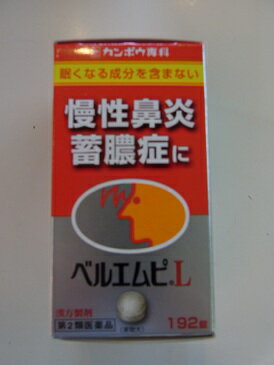 カンポウ専科
眠くなる成分を含まない
慢性鼻炎
蓄膿症に
ベルエムピ®L
漢方製剤
第2類医薬品
192錠